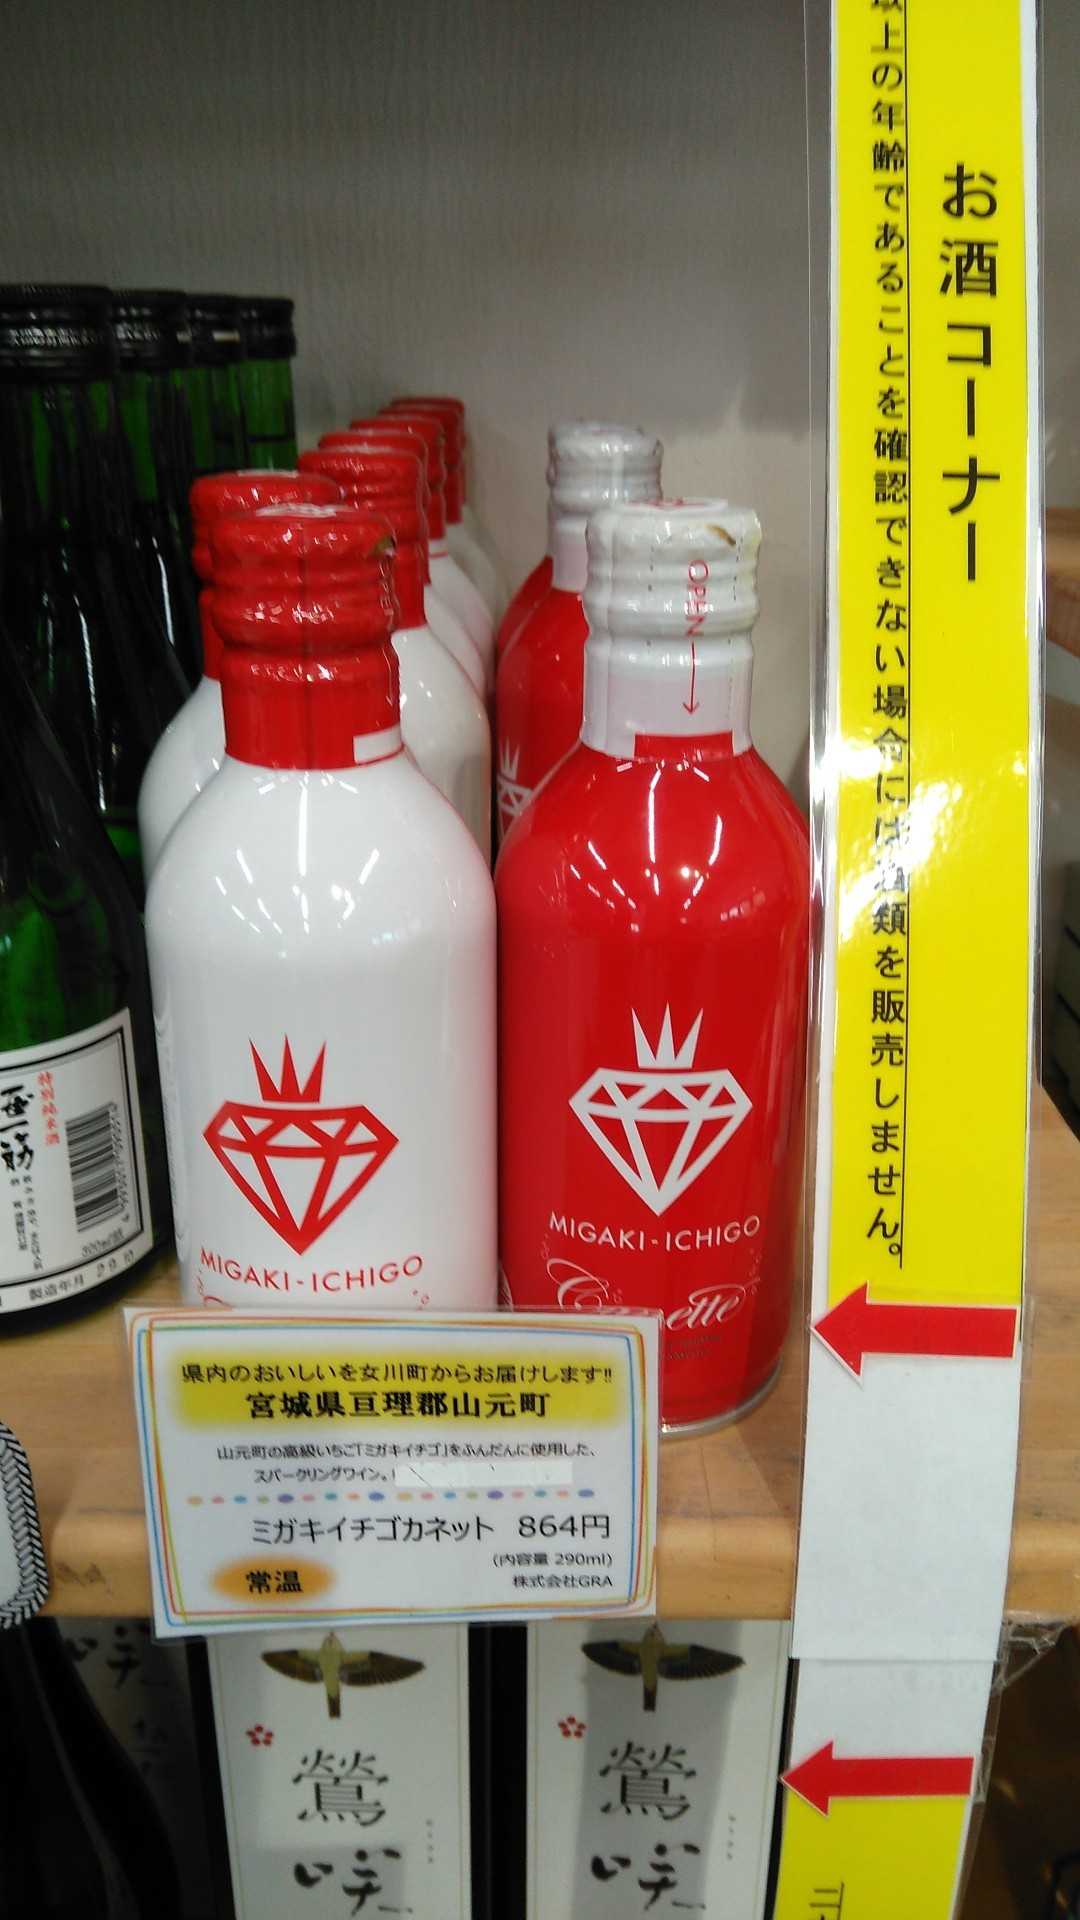 お酒コーナー
以上の年齢であることを確認できない場合には酒類を販売しません。
OPEN
OPEN
MIGAKI-ICHIGO
MIGAKI-ICHIGO
特別純米酒
300ml
製造年月 29.10
県内のおいしいを女川町からお届けします!!
宮城県亘理郡山元町
山元町の高級いちご「ミガキイチゴ」をふんだんに使用した、
スパークリングワイン。
ミガキイチゴカネット 864円
(内容量 290ml)
常温
株式会社GRA
鶯咲
鶯咲